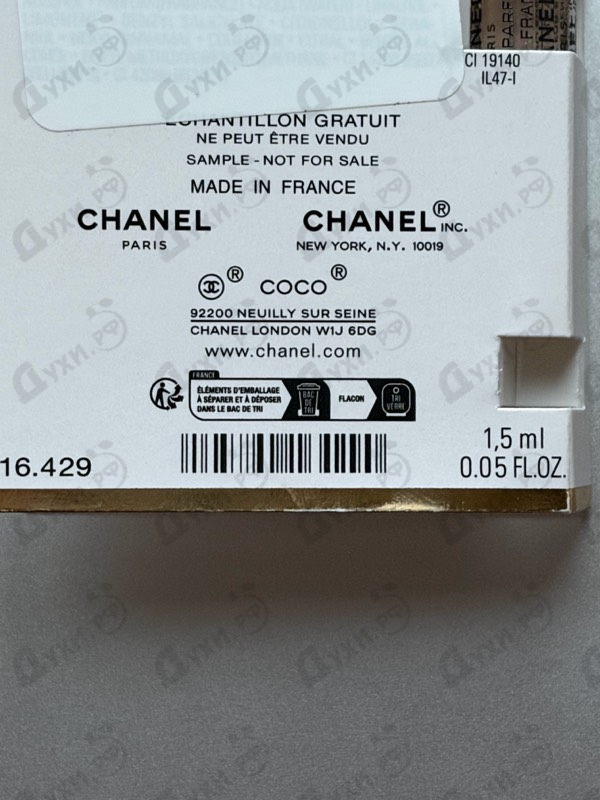 CI 19140
IL47-I
ÉCHANTILLON GRATUIT
NE PEUT ÊTRE VENDU
SAMPLE - NOT FOR SALE
MADE IN FRANCE
CHANEL
PARIS
CHANEL® INC.
NEW YORK, N.Y. 10019
® COCO ®
92200 NEUILLY SUR SEINE
CHANEL LONDON W1J 6DG
www.chanel.com
FRANCE
ÉLÉMENTS D'EMBALLAGE
À SÉPARER ET À DÉPOSER
DANS LE BAC DE TRI
BAC
DE
TRI
FLACON
TRI
VERRE
16.429
1,5 ml
0.05 FL.OZ.
Духи.рф